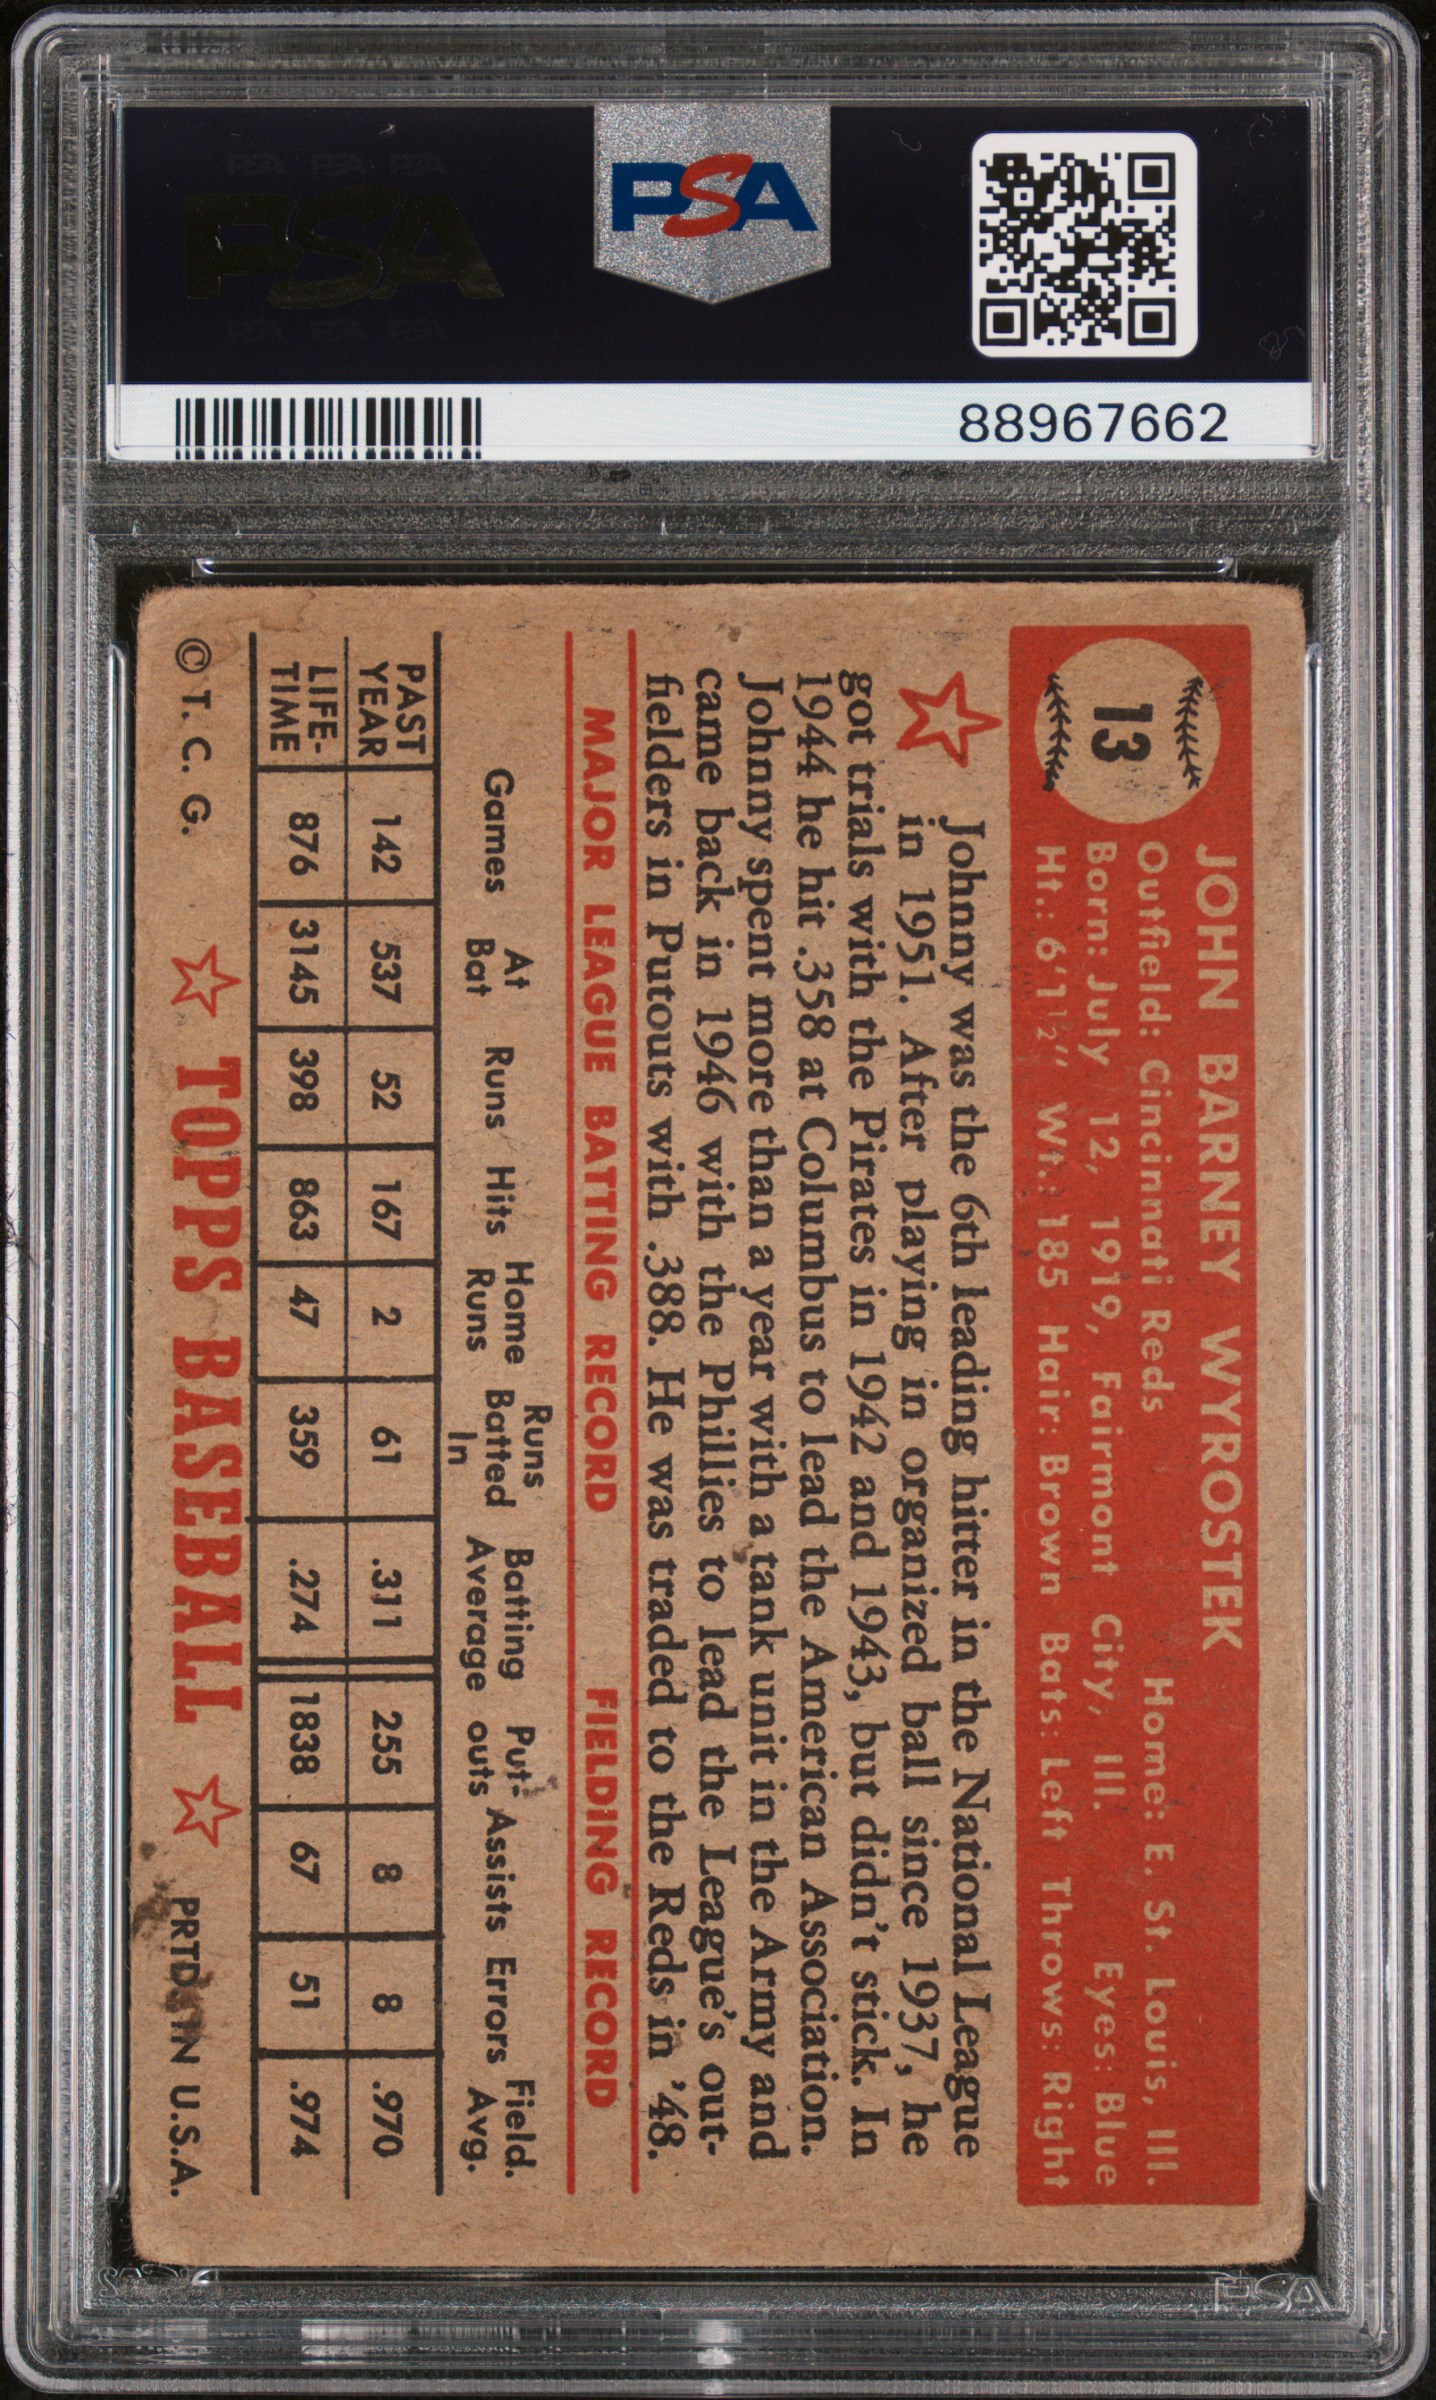 PSA PSA PSA
PSA
PSA PSA PSA
PSA
88967662
13
JOHN BARNEY WYROSTEK
Outfield: Cincinnati Reds Home: E. St. Louis, Ill.
Born: July 12, 1919, Fairmont City, Ill. Eyes: Blue
Ht.: 6'1½" Wt.: 185 Hair: Brown Bats: Left Throws: Right
Johnny was the 6th leading hitter in the National League
in 1951. After playing in organized ball since 1937, he
got trials with the Pirates in 1942 and 1943, but didn't stick. In
1944 he hit .358 at Columbus to lead the American Association.
Johnny spent more than a year with a tank unit in the Army and
came back in 1946 with the Phillies to lead the League's out-
fielders in Putouts with .388. He was traded to the Reds in '48.
MAJOR LEAGUE BATTING RECORD FIELDING RECORD
Games At Bat Runs Hits Home Runs Runs Batted In Batting Average Put-outs Assists Errors Field. Avg.
PAST YEAR 142 537 52 167 2 61 .311 255 8 8 .970
LIFE-TIME 876 3145 398 863 47 359 .274 1838 67 51 .974
© T. C. G. ☆ TOPPS BASEBALL ☆ PRTD. IN U.S.A.
PSA